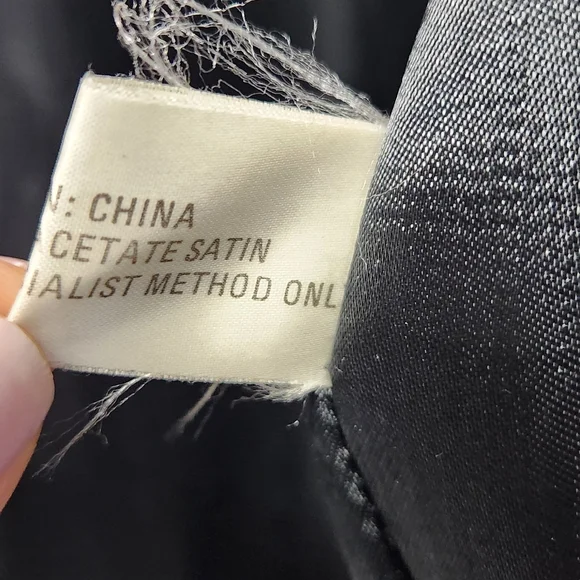 : CHINA
CETATE SATIN
IALIST METHOD ONL